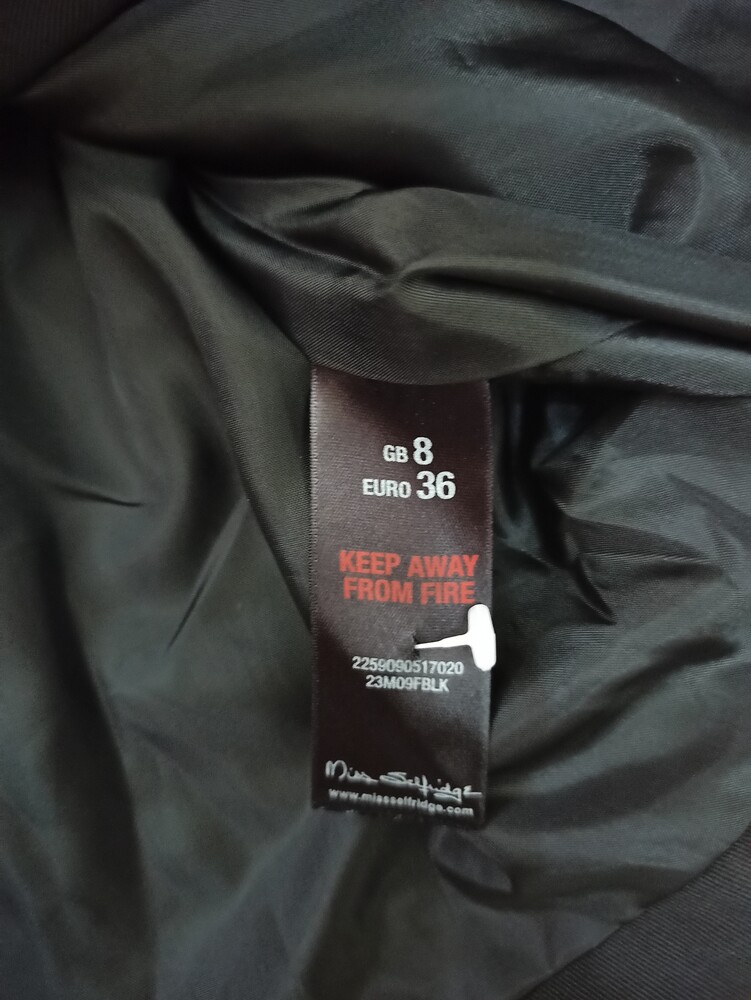 GB 8
EURO 36
KEEP AWAY
FROM FIRE
2259090517020
23M09FBLK
Miss Selfridge
www.missselfridge.com